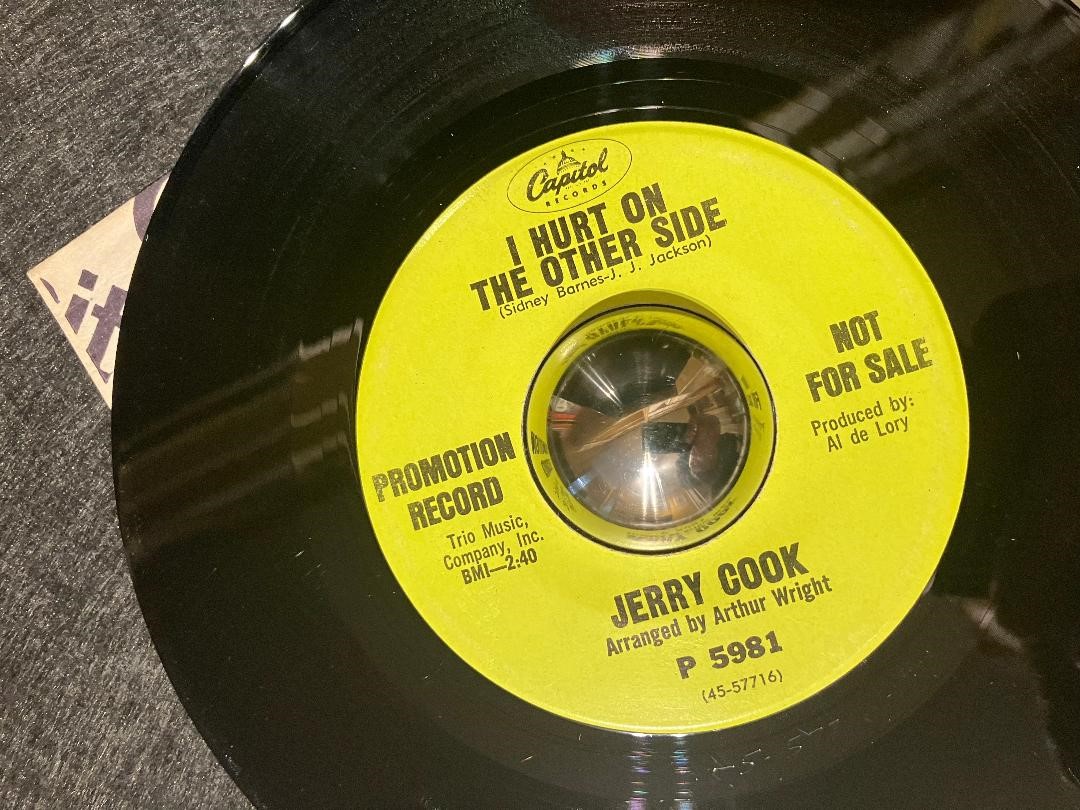 Capitol
RECORDS
I HURT ON
THE OTHER SIDE
(Sidney Barnes-J. J. Jackson)
NOT
FOR SALE
Produced by:
Al de Lory
PROMOTION
RECORD
Trio Music,
Company, Inc.
BMI—2:40
JERRY COOK
Arranged by Arthur Wright
P 5981
(45-57716)